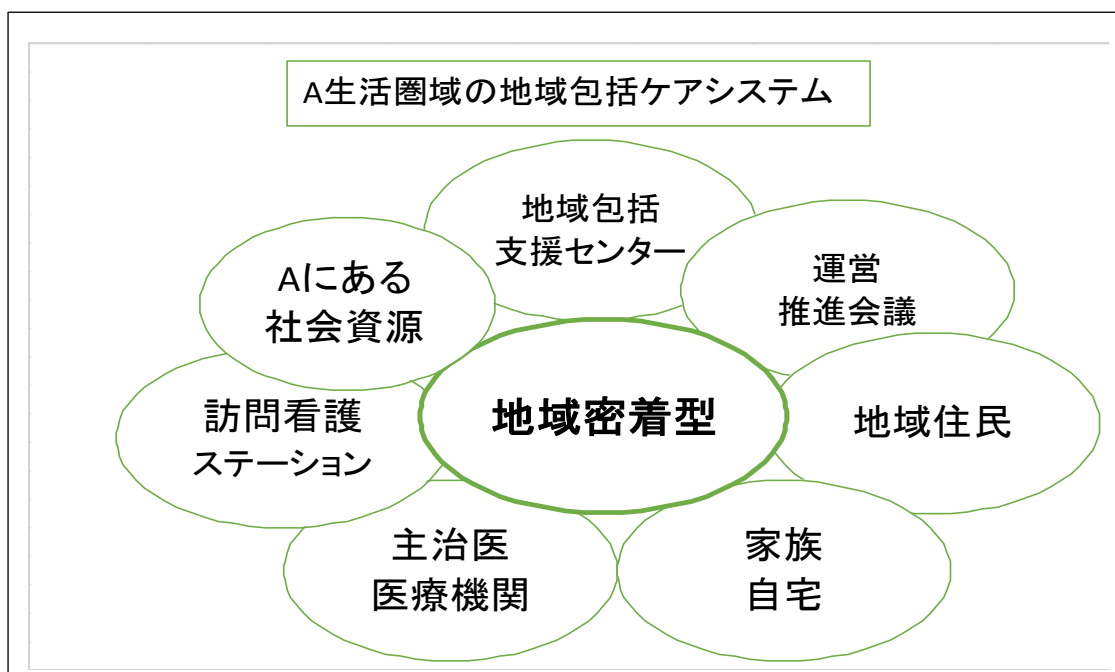 A生活圏域の地域包括ケアシステム
地域包括
支援センター
運営
推進会議
Aにある
社会資源
地域密着型
地域住民
訪問看護
ステーション
主治医
医療機関
家族
自宅